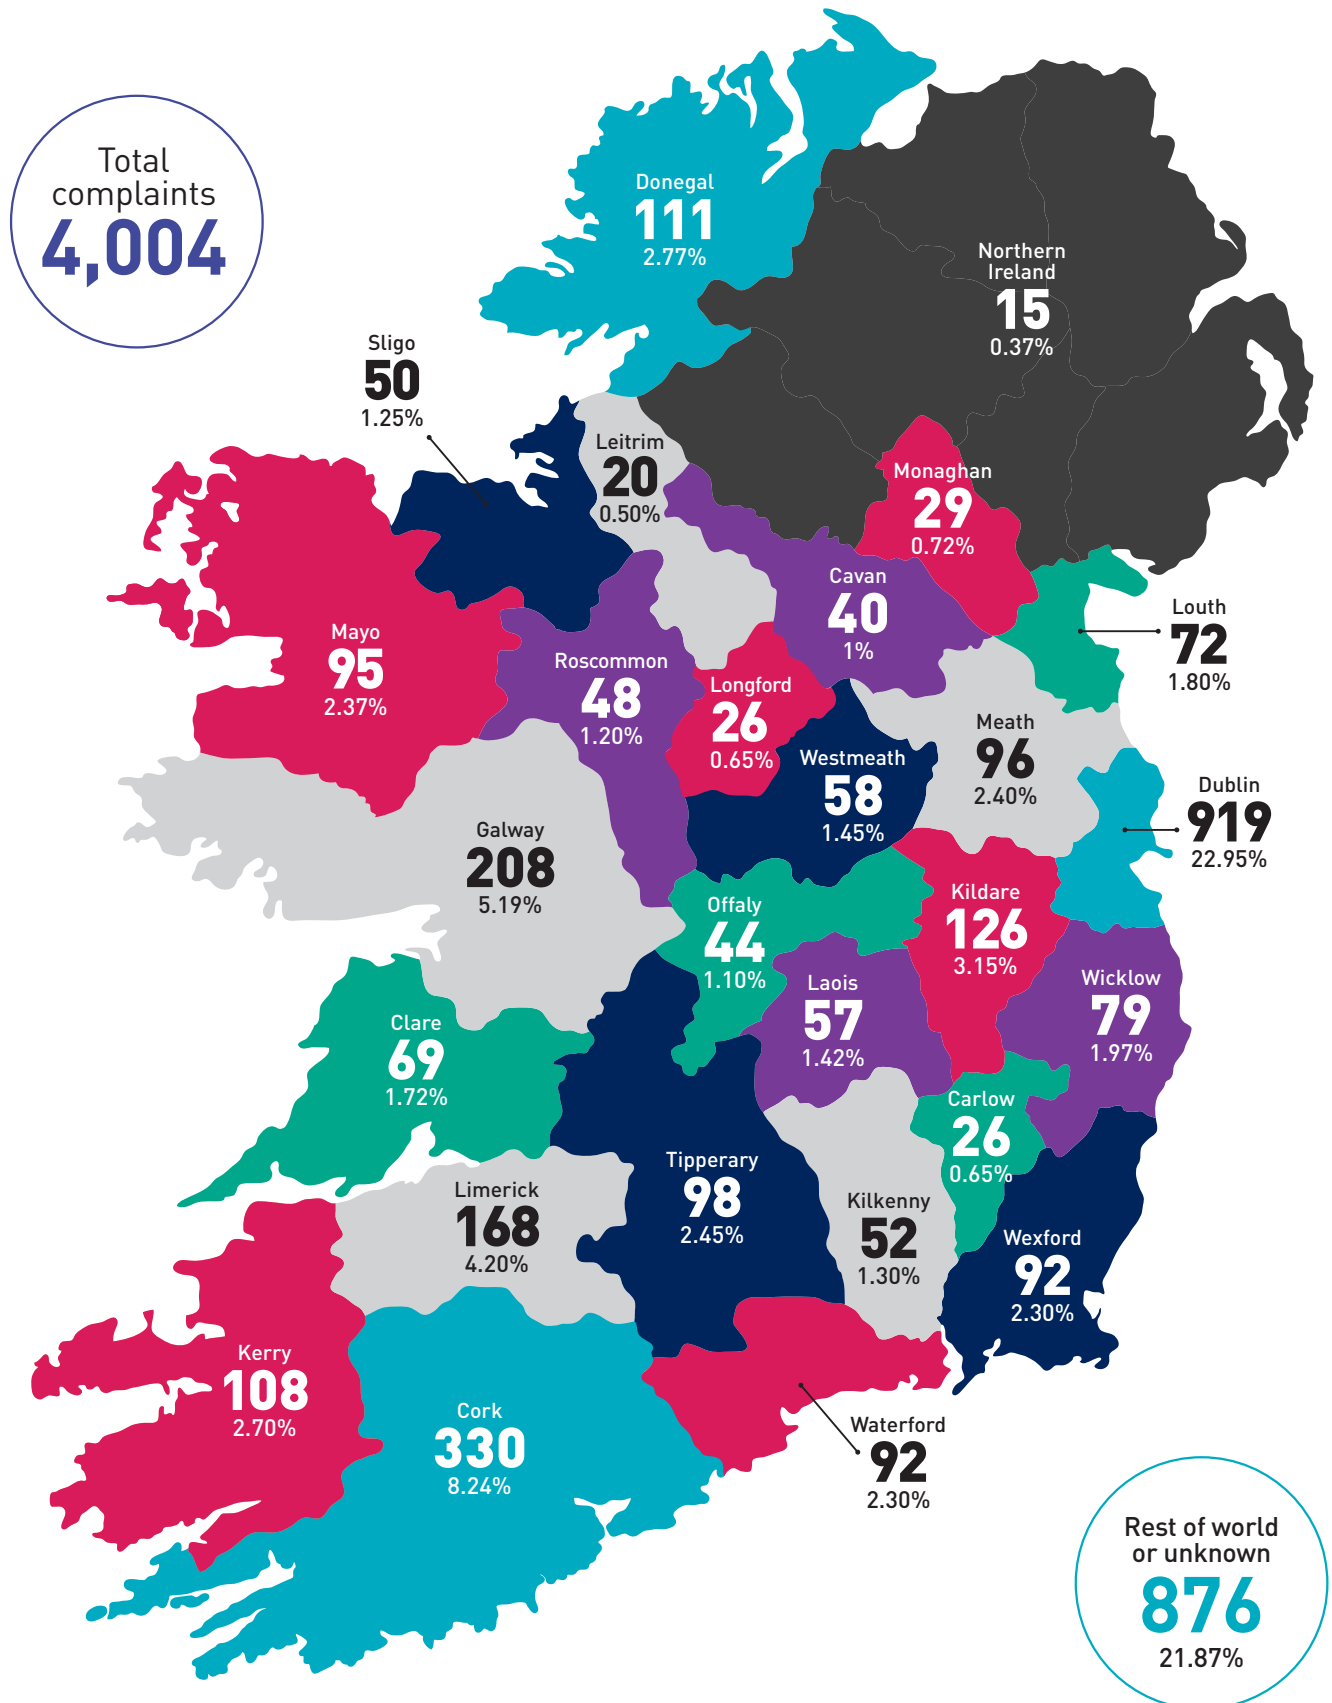 Total
complaints
4,004
Donegal
111
2.77%
Northern
Ireland
15
0.37%
Sligo
50
1.25%
Leitrim
20
0.50%
Monaghan
29
0.72%
Cavan
40
1%
Louth
72
1.80%
Mayo
95
2.37%
Roscommon
48
1.20%
Longford
26
0.65%
Meath
96
2.40%
Westmeath
58
1.45%
Dublin
919
22.95%
Galway
208
5.19%
Offaly
44
1.10%
Kildare
126
3.15%
Laois
57
1.42%
Wicklow
79
1.97%
Clare
69
1.72%
Carlow
26
0.65%
Tipperary
98
2.45%
Limerick
168
4.20%
Kilkenny
52
1.30%
Wexford
92
2.30%
Kerry
108
2.70%
Cork
330
8.24%
Waterford
92
2.30%
Rest of world
or unknown
876
21.87%